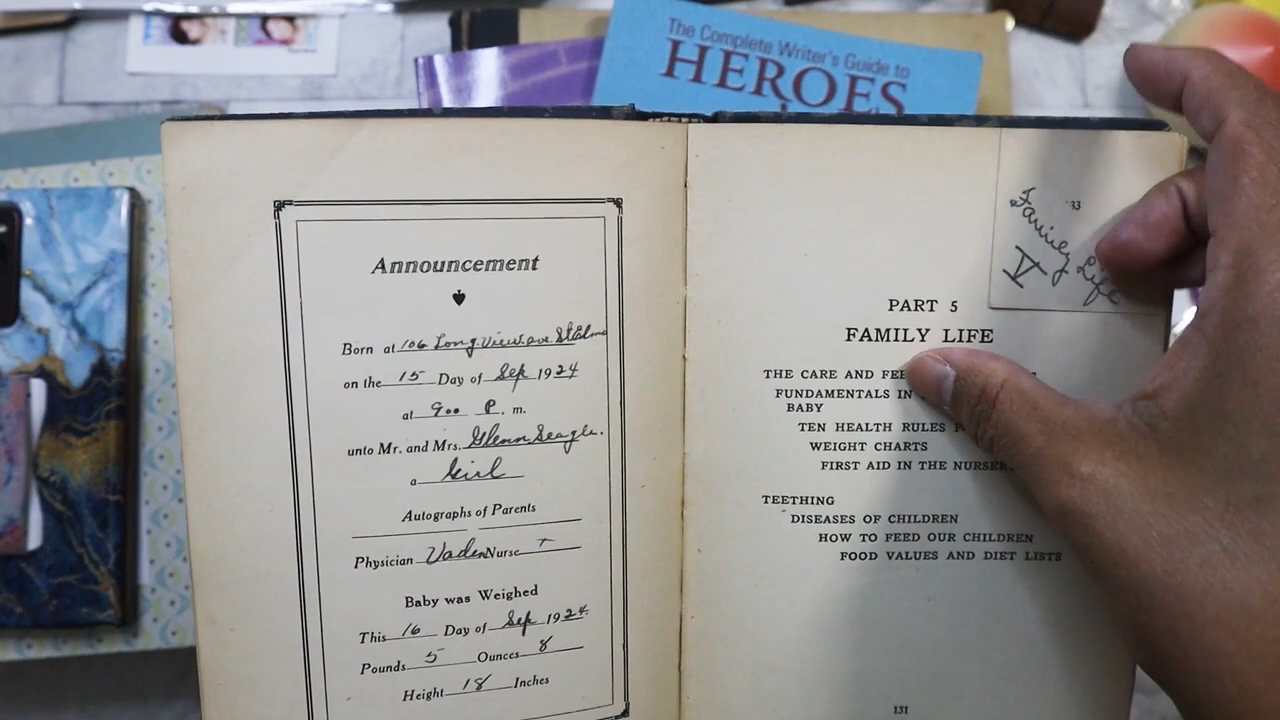 The Complete Writer's Guide to
HEROES
Announcement
Born at 106 Long View ave St Elmo
on the 15 Day of Sep 1924
at 900 P. m.
unto Mr. and Mrs. Glenn Seagle.
a Girl
Autographs of Parents
Physician Vaden Nurse
Baby was Weighed
This 16 Day of Sep 1924
Pounds 5 Ounces 8
Height 18 Inches
33
Family Life
V
PART 5
FAMILY LIFE
THE CARE AND
FUNDAMENTALS IN
BABY
TEN HEALTH RULES
WEIGHT CHARTS
FIRST AID IN THE
TEETHING
DISEASES OF CHILDREN
HOW TO FEED OUR CHILDREN
FOOD VALUES AND DIET LISTS
131